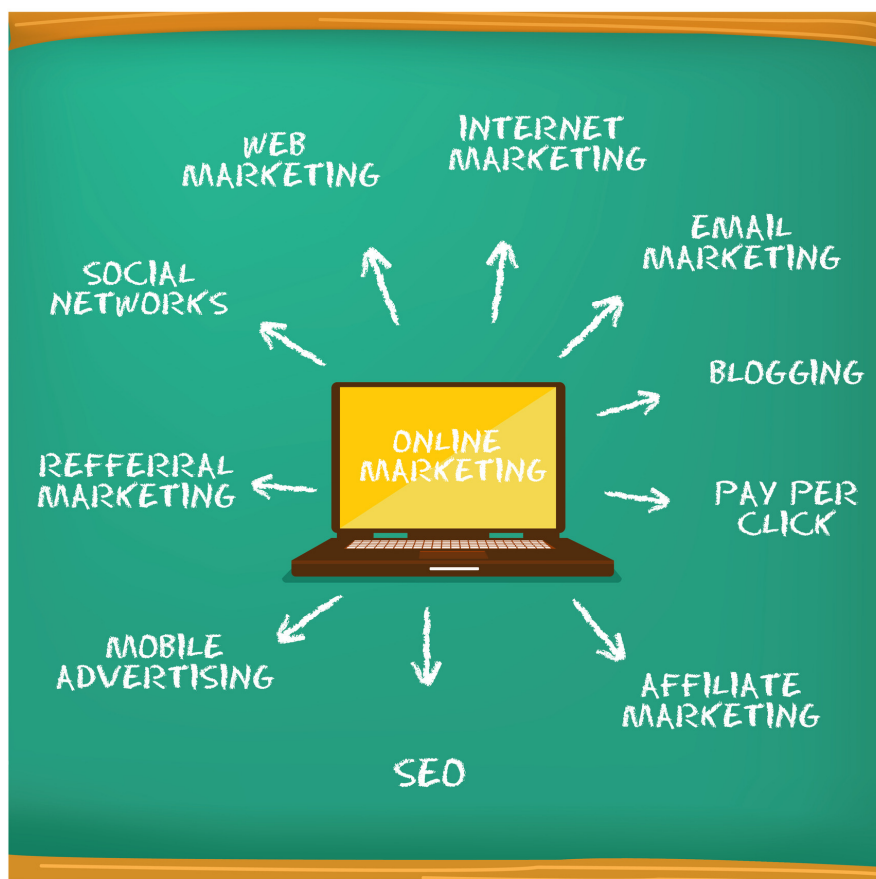 WEB
MARKETING
INTERNET
MARKETING
EMAIL
MARKETING
SOCIAL
NETWORKS
BLOGGING
ONLINE
MARKETING
REFFERRAL
MARKETING
PAY PER
CLICK
MOBILE
ADVERTISING
AFFILIATE
MARKETING
SEO